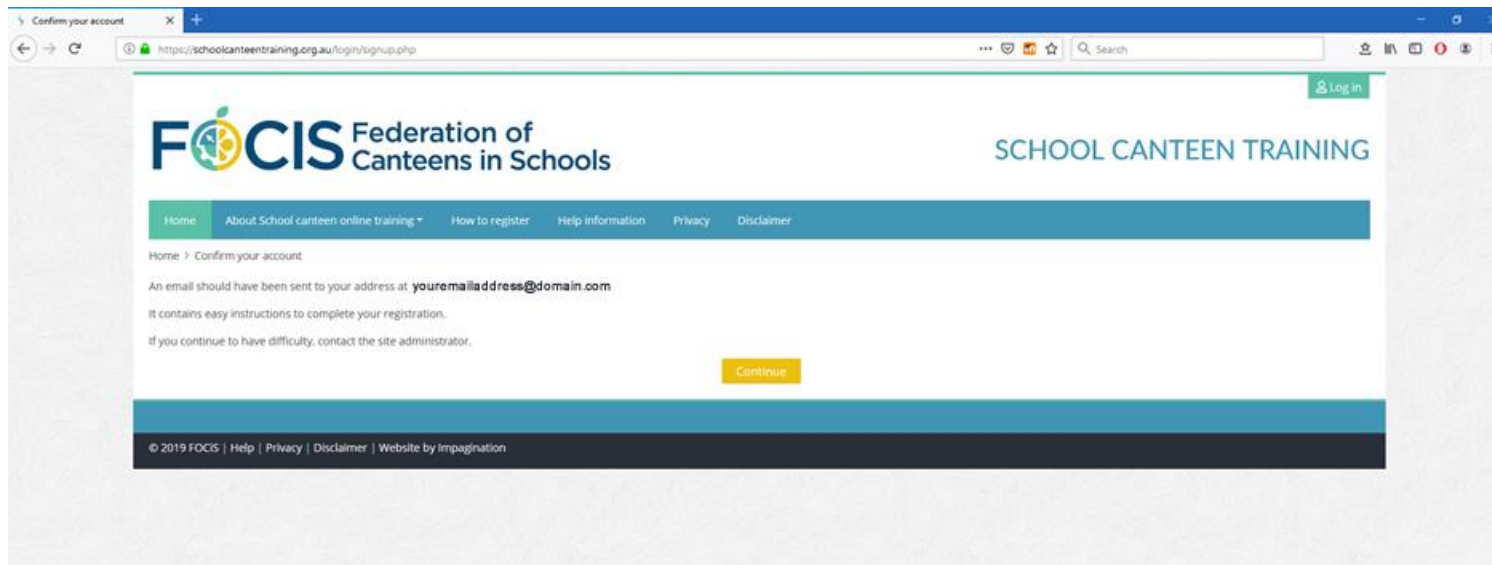 Confirm your account
https://schoolcanteentraining.org.au/login/signup.php
Search
Log in
FOCIS Federation of
Canteens in Schools
SCHOOL CANTEEN TRAINING
Home About School canteen online training How to register Help information Privacy Disclaimer
Home > Confirm your account
An email should have been sent to your address at youremailaddress@domain.com
It contains easy instructions to complete your registration.
If you continue to have difficulty, contact the site administrator.
Continue
© 2019 FOCiS | Help | Privacy | Disclaimer | Website by Impagination